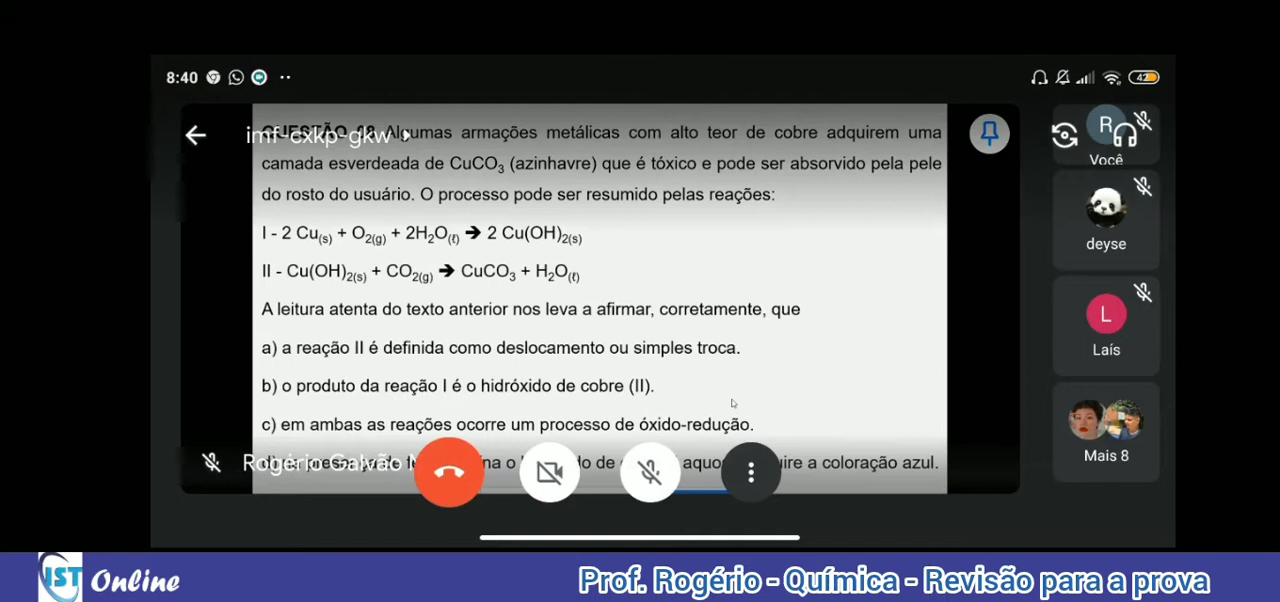 8:40
42
imf-cxkp-gkw
Algumas armações metálicas com alto teor de cobre adquirem uma
camada esverdeada de CuCO3 (azinhavre) que é tóxico e pode ser absorvido pela pele
do rosto do usuário. O processo pode ser resumido pelas reações:
I - 2 Cu(s) + O2(g) + 2H2O(ℓ) ➔ 2 Cu(OH)2(s)
II - Cu(OH)2(s) + CO2(g) ➔ CuCO3 + H2O(ℓ)
A leitura atenta do texto anterior nos leva a afirmar, corretamente, que
a) a reação II é definida como deslocamento ou simples troca.
b) o produto da reação I é o hidróxido de cobre (II).
c) em ambas as reações ocorre um processo de óxido-redução.
Rogério Galvão
a coloração azul.
R
Você
deyse
L
Laís
Mais 8
IST Online
Prof. Rogério - Química - Revisão para a prova